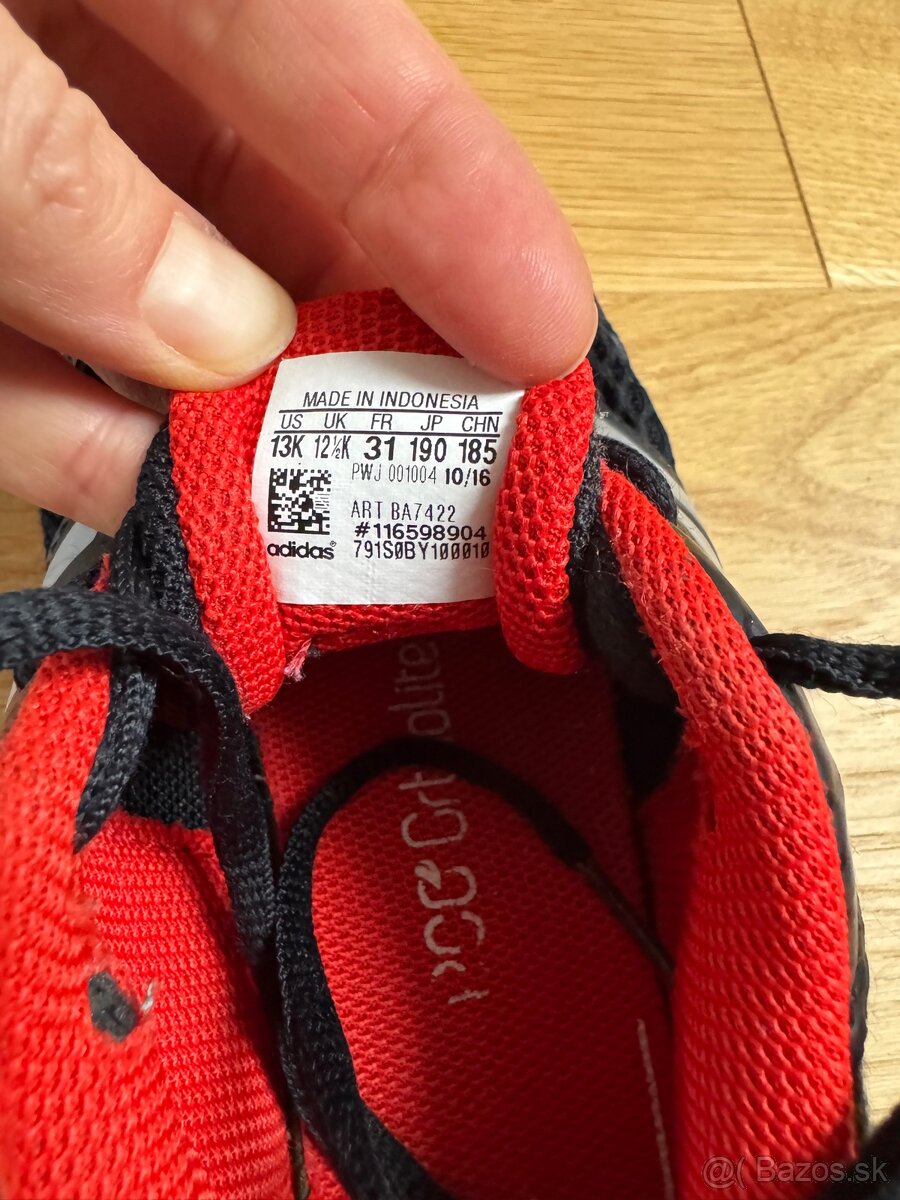 MADE IN INDONESIA
US UK FR JP CHN
13K 12½K 31 190 185
PWJ 001004 10/16
ART BA7422
#116598904
adidas® 791S0BY100010
OrthoLite
@( Bazos.sk